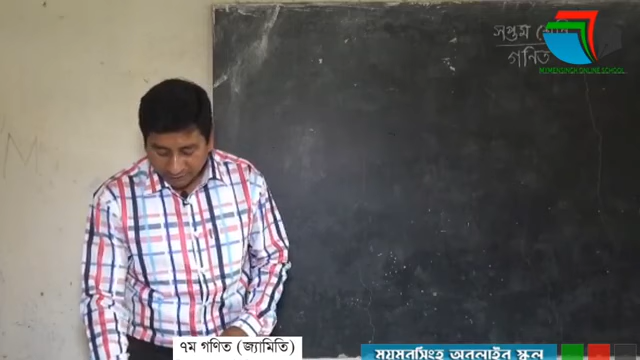 সপ্তম
গণিত
MYMENSINGH ONLINE SCHOOL
M
৭ম গণিত (জ্যামিতি)
ময়মনসিংহ অনলাইন স্কুল